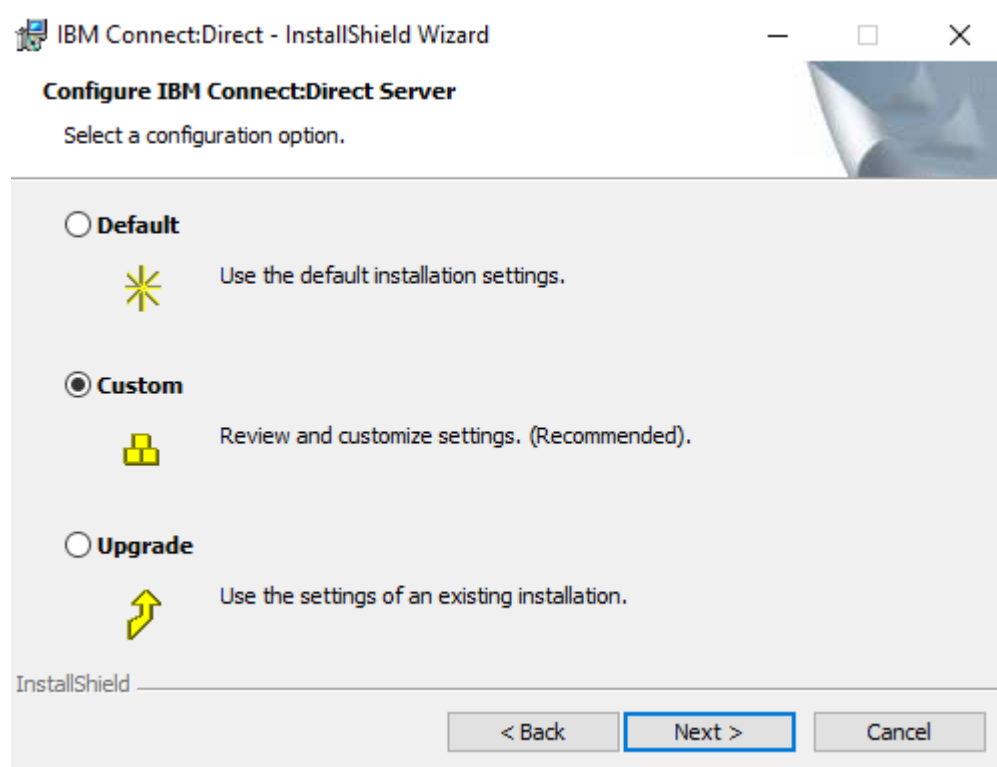 IBM Connect:Direct - InstallShield Wizard
Configure IBM Connect:Direct Server
Select a configuration option.
Default
Use the default installation settings.
Custom
Review and customize settings. (Recommended).
Upgrade
Use the settings of an existing installation.
InstallShield
< Back
Next >
Cancel